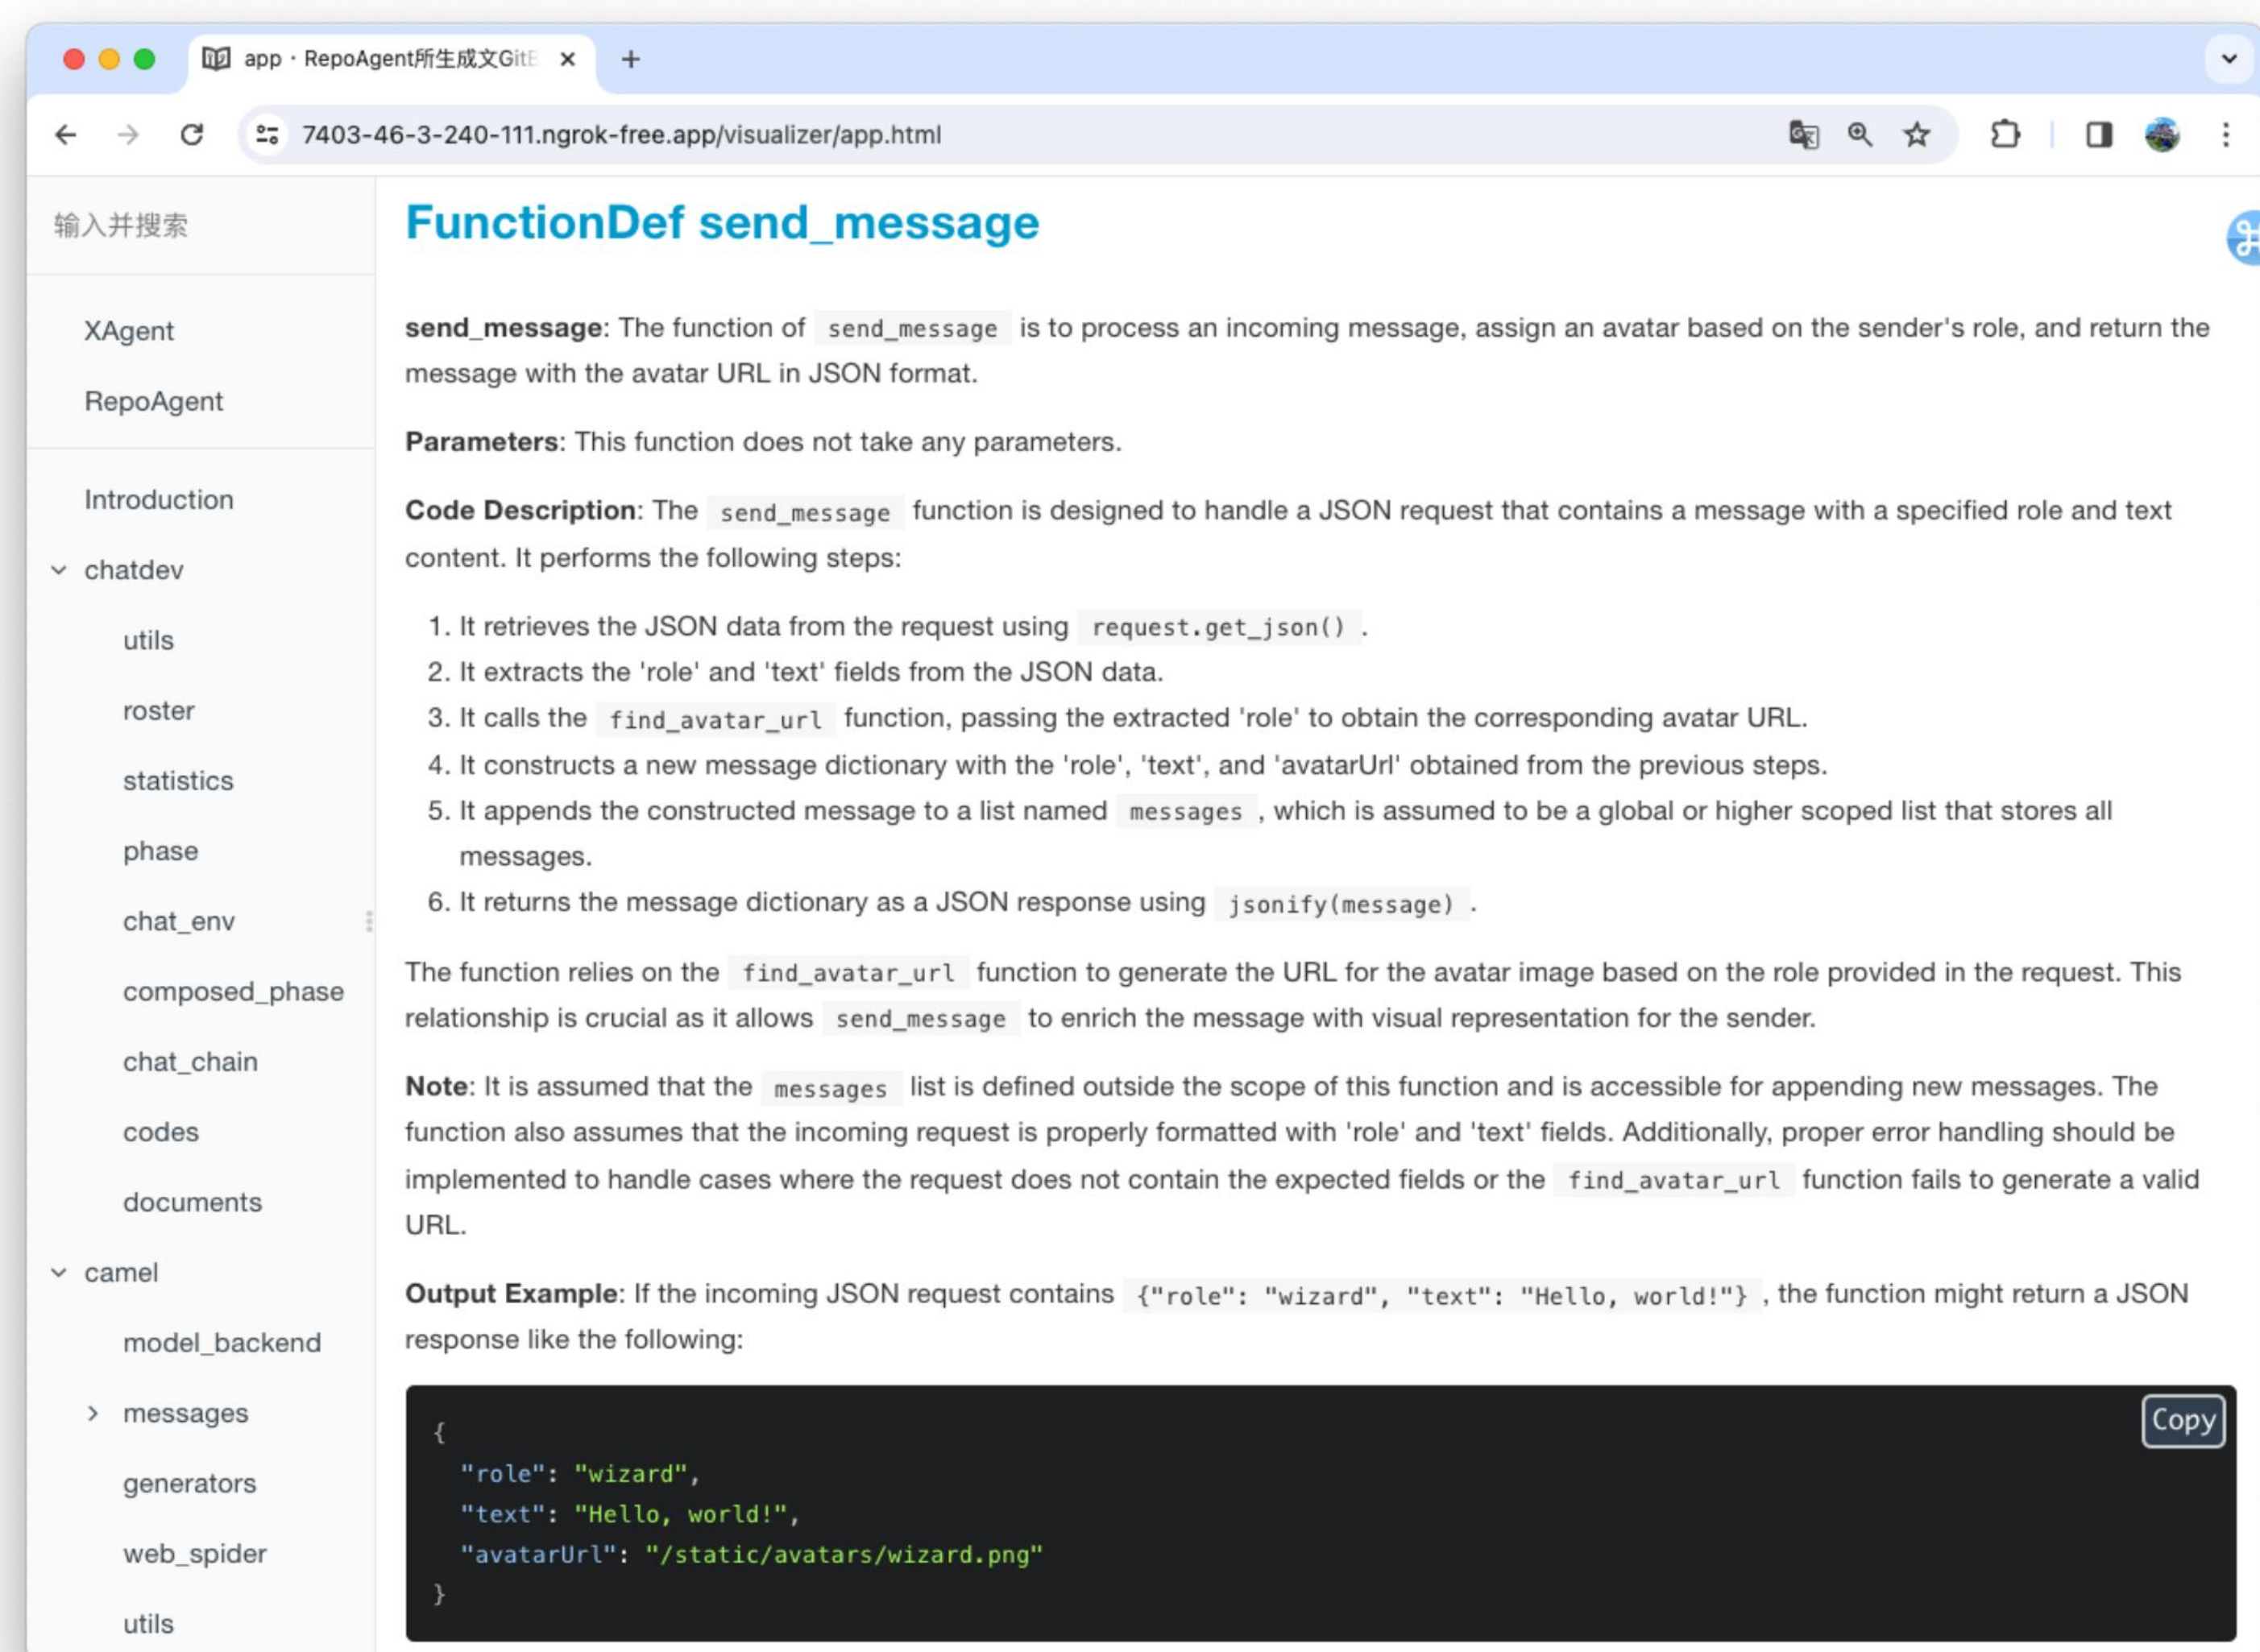 app · RepoAgent所生成文Git
7403-46-3-240-111.ngrok-free.app/visualizer/app.html
输入并搜索
XAgent
RepoAgent
Introduction
chatdev
utils
roster
statistics
phase
chat_env
composed_phase
chat_chain
codes
documents
camel
model_backend
messages
generators
web_spider
utils
FunctionDef send_message
send_message: The function of send_message is to process an incoming message, assign an avatar based on the sender's role, and return the
message with the avatar URL in JSON format.
Parameters: This function does not take any parameters.
Code Description: The send_message function is designed to handle a JSON request that contains a message with a specified role and text
content. It performs the following steps:
1. It retrieves the JSON data from the request using request.get_json() .
2. It extracts the 'role' and 'text' fields from the JSON data.
3. It calls the find_avatar_url function, passing the extracted 'role' to obtain the corresponding avatar URL.
4. It constructs a new message dictionary with the 'role', 'text', and 'avatarUrl' obtained from the previous steps.
5. It appends the constructed message to a list named messages , which is assumed to be a global or higher scoped list that stores all
messages.
6. It returns the message dictionary as a JSON response using jsonify(message) .
The function relies on the find_avatar_url function to generate the URL for the avatar image based on the role provided in the request. This
relationship is crucial as it allows send_message to enrich the message with visual representation for the sender.
Note: It is assumed that the messages list is defined outside the scope of this function and is accessible for appending new messages. The
function also assumes that the incoming request is properly formatted with 'role' and 'text' fields. Additionally, proper error handling should be
implemented to handle cases where the request does not contain the expected fields or the find_avatar_url function fails to generate a valid
URL.
Output Example: If the incoming JSON request contains {"role": "wizard", "text": "Hello, world!"} , the function might return a JSON
response like the following:
Copy
{
"role": "wizard",
"text": "Hello, world!",
"avatarUrl": "/static/avatars/wizard.png"
}